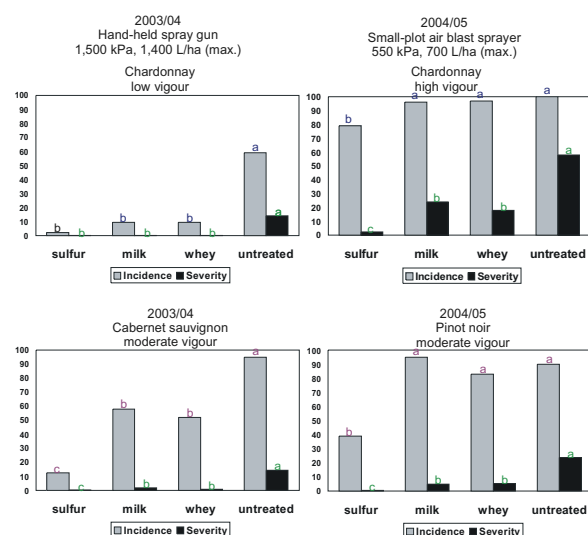 2003/04
Hand-held spray gun
1,500 kPa, 1,400 L/ha (max.)
Chardonnay
low vigour
100
90
80
70
60
50
40
30
20
10
0
b
b
b
b
b
b
a
a
sulfur milk whey untreated
Incidence Severity
2004/05
Small-plot air blast sprayer
550 kPa, 700 L/ha (max.)
Chardonnay
high vigour
100
90
80
70
60
50
40
30
20
10
0
b
c
a
b
a
b
a
a
sulfur milk whey untreated
Incidence Severity
2003/04
Cabernet sauvignon
moderate vigour
100
90
80
70
60
50
40
30
20
10
0
c
c
b
b
b
b
a
a
sulfur milk whey untreated
Incidence Severity
2004/05
Pinot noir
moderate vigour
100
90
80
70
60
50
40
30
20
10
0
b
c
a
b
a
b
a
a
sulfur milk whey untreated
Incidence Severity